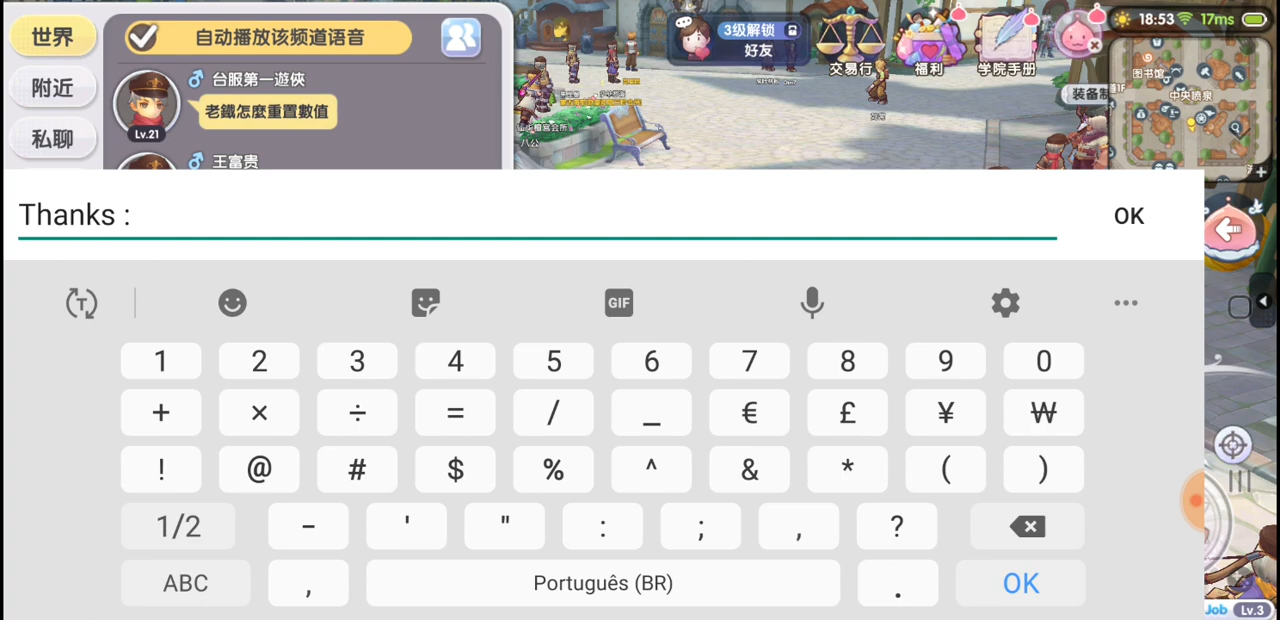 世界
自动播放该频道语音
附近
台服第一遊俠
老鐵怎麼重置數值
Lv.21
私聊
王富贵
3级解锁
好友
交易行
福利
学院手册
18:53
17ms
图书馆
中央喷泉
装备制
八公
Thanks :
OK
GIF
1 2 3 4 5 6 7 8 9 0
+ × ÷ = / _ € £ ¥ ₩
! @ # $ % ^ & * ( )
1/2 - ' " : ; , ?
ABC , Português (BR) . OK
Job Lv.3